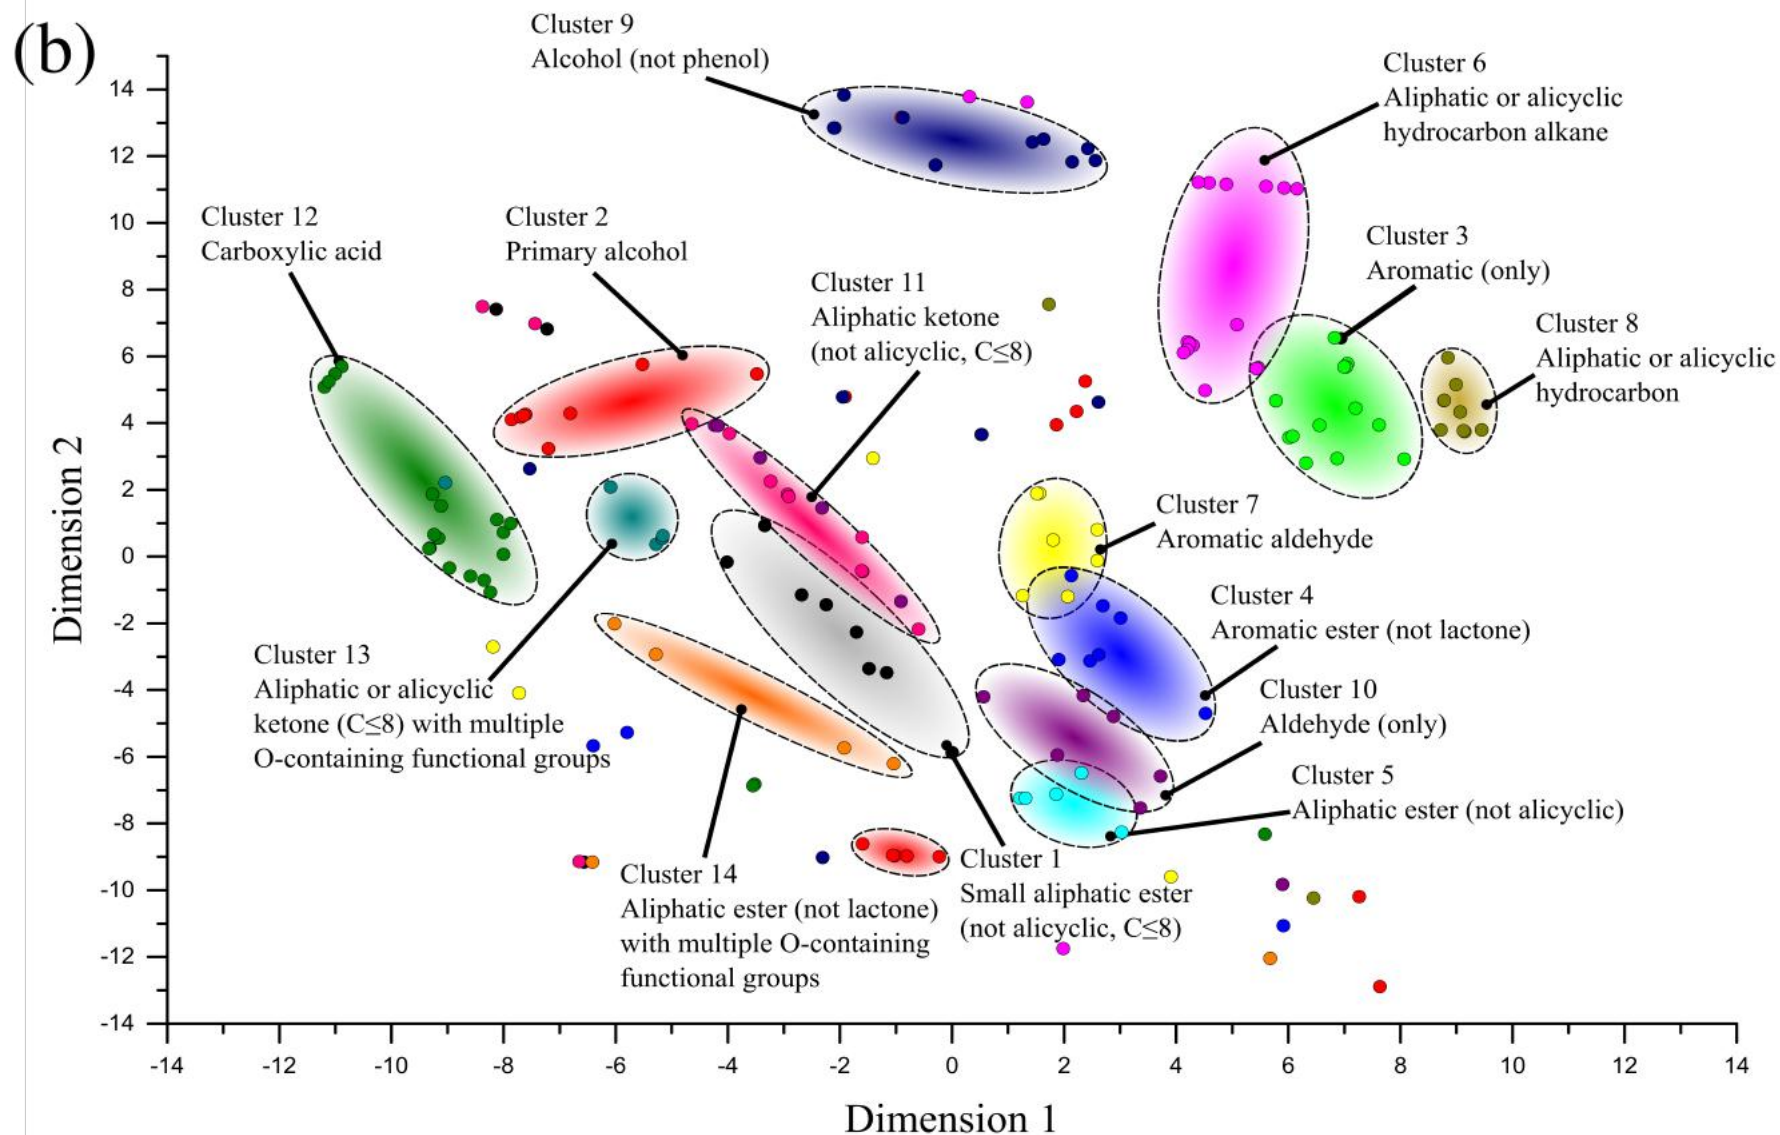 (b)
Cluster 9
Alcohol (not phenol)
Cluster 6
Aliphatic or alicyclic
hydrocarbon alkane
Cluster 12
Carboxylic acid
Cluster 2
Primary alcohol
Cluster 11
Aliphatic ketone
(not alicyclic, C≤8)
Cluster 3
Aromatic (only)
Cluster 8
Aliphatic or alicyclic
hydrocarbon
Cluster 7
Aromatic aldehyde
Cluster 4
Aromatic ester (not lactone)
Cluster 13
Aliphatic or alicyclic
ketone (C≤8) with multiple
O-containing functional groups
Cluster 10
Aldehyde (only)
Cluster 5
Aliphatic ester (not alicyclic)
Cluster 14
Aliphatic ester (not lactone)
with multiple O-containing
functional groups
Cluster 1
Small aliphatic ester
(not alicyclic, C≤8)
Dimension 2
14
12
10
8
6
4
2
0
-2
-4
-6
-8
-10
-12
-14
-14 -12 -10 -8 -6 -4 -2 0 2 4 6 8 10 12 14
Dimension 1